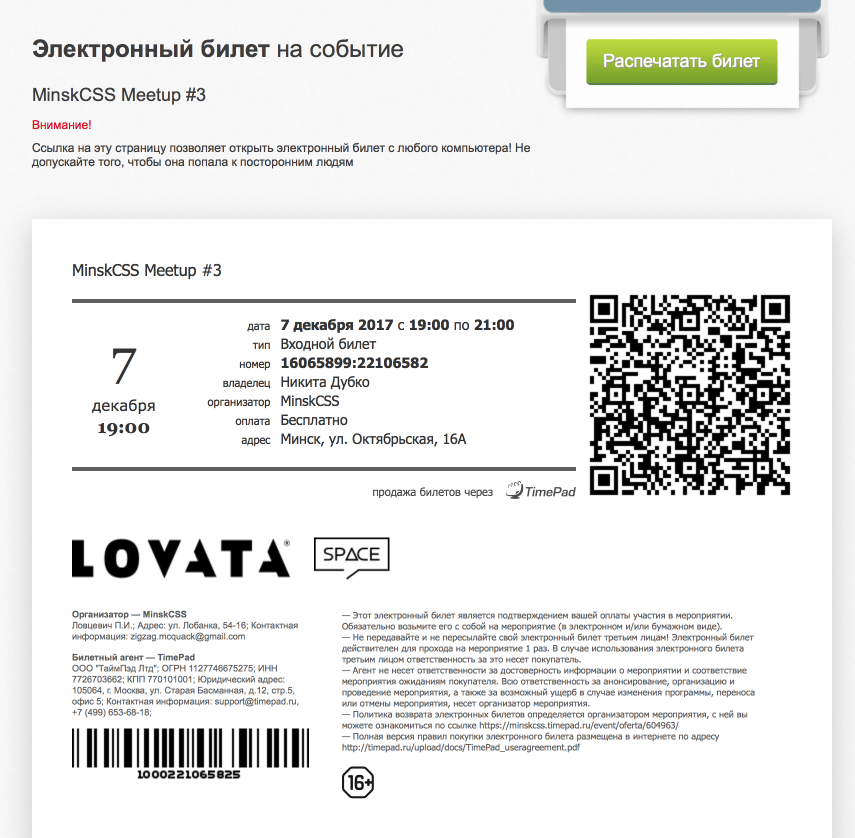 Электронный билет на событие
Распечатать билет
MinskCSS Meetup #3
Внимание!
Ссылка на эту страницу позволяет открыть электронный билет с любого компьютера! Не
допускайте того, чтобы она попала к посторонним людям
MinskCSS Meetup #3
7
декабря
19:00
дата 7 декабря 2017 с 19:00 по 21:00
тип Входной билет
номер 16065899:22106582
владелец Никита Дубко
организатор MinskCSS
оплата Бесплатно
адрес Минск, ул. Октябрьская, 16А
продажа билетов через TimePad
LOVATA®
SPACE
Организатор — MinskCSS
Ловцевич П.И.; Адрес: ул. Лобанка, 54-16; Контактная
информация: zigzag.mcquack@gmail.com
Билетный агент — TimePad
ООО "ТаймПэд Лтд"; ОГРН 1127746675275; ИНН
7726703662; КПП 770101001; Юридический адрес:
105064, г. Москва, ул. Старая Басманная, д.12, стр.5,
офис 5; Контактная информация: support@timepad.ru,
+7 (499) 653-68-18;
1000221065825
— Этот электронный билет является подтверждением вашей оплаты участия в мероприятии.
Обязательно возьмите его с собой на мероприятие (в электронном и/или бумажном виде).
— Не передавайте и не пересылайте свой электронный билет третьим лицам! Электронный билет
действителен для прохода на мероприятие 1 раз. В случае использования электронного билета
третьим лицом ответственность за это несет покупатель.
— Агент не несет ответственности за достоверность информации о мероприятии и соответствие
мероприятия ожиданиям покупателя. Всю ответственность за анонсирование, организацию и
проведение мероприятия, а также за возможный ущерб в случае изменения программы, переноса
или отмены мероприятия, несет организатор мероприятия.
— Политика возврата электронных билетов определяется организатором мероприятия, с ней вы
можете ознакомиться по ссылке https://minskcss.timepad.ru/event/oferta/604963/
— Полная версия правил покупки электронного билета размещена в интернете по адресу
http://timepad.ru/upload/docs/TimePad_useragreement.pdf
16+